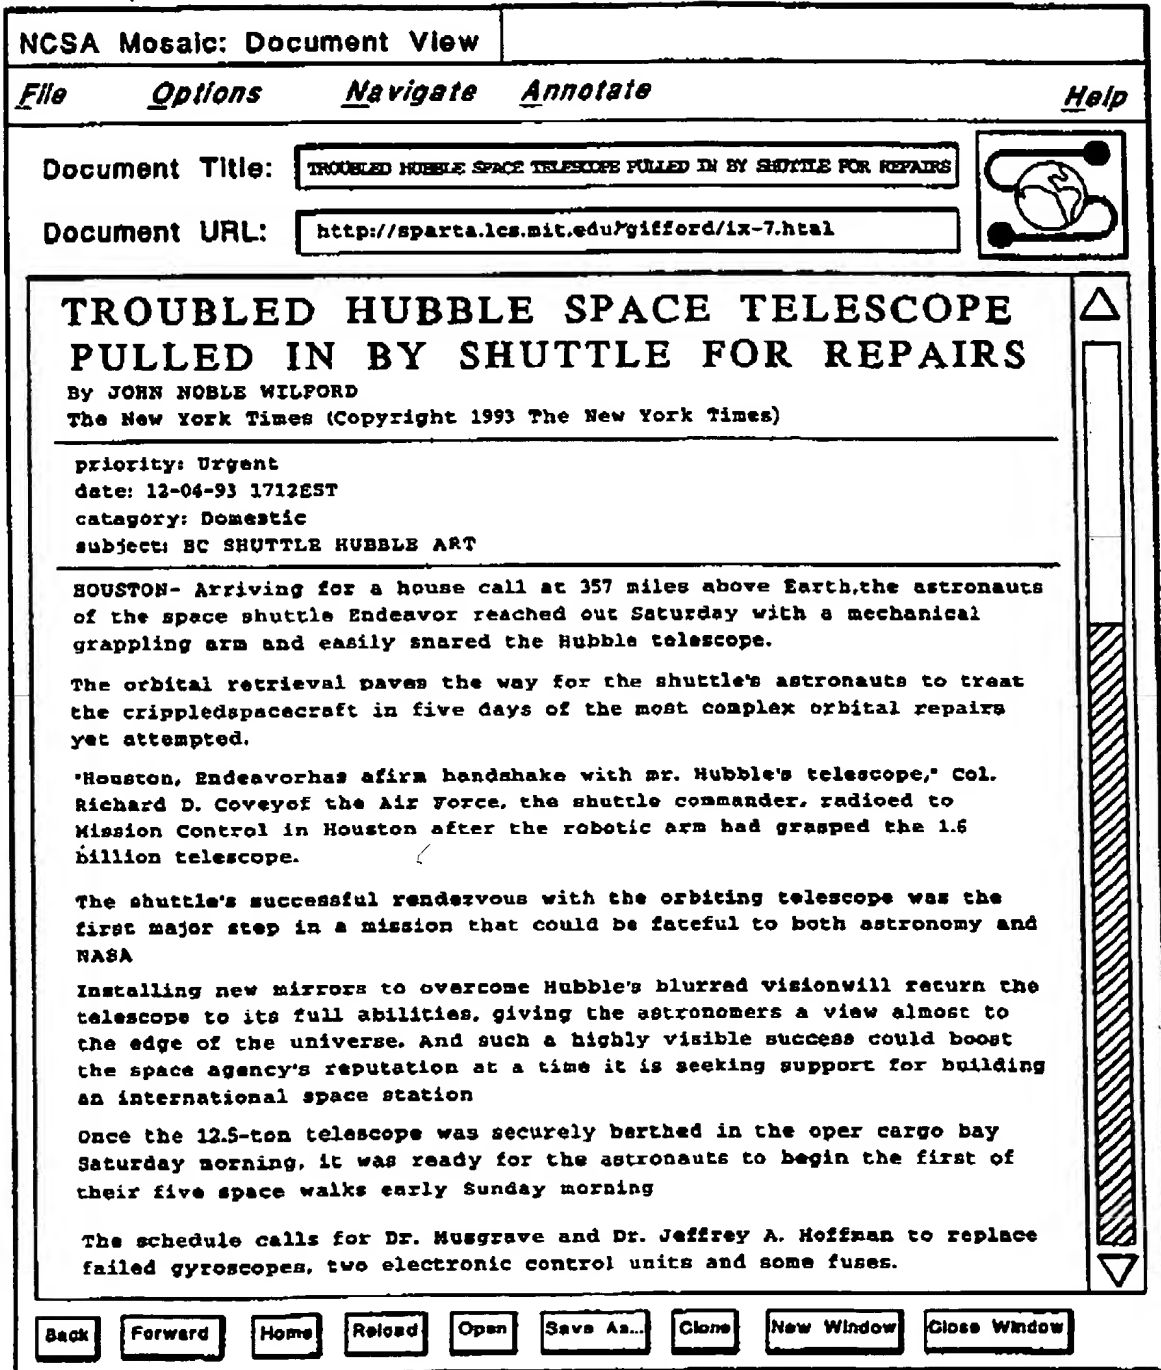 NCSA Mosaic: Document View
File Options Navigate Annotate Help
Document Title: TROUBLED HUBBLE SPACE TELESCOPE PULLED IN BY SHUTTLE FOR REPAIRS
Document URL: http://sparta.lcs.mit.edu/~gifford/ix-7.html
TROUBLED HUBBLE SPACE TELESCOPE
PULLED IN BY SHUTTLE FOR REPAIRS
By JOHN NOBLE WILFORD
The New York Times (Copyright 1993 The New York Times)
priority: Urgent
date: 12-04-93 1712EST
catagory: Domestic
subject: BC SHUTTLE HUBBLE ART
HOUSTON- Arriving for a house call at 357 miles above Earth,the astronauts
of the space shuttle Endeavor reached out Saturday with a mechanical
grappling arm and easily snared the Hubble telescope.
The orbital retrieval paves the way for the shuttle's astronauts to treat
the crippledspacecraft in five days of the most complex orbital repairs
yet attempted.
"Houston, Endeavorhas afirm handshake with mr. Hubble's telescope," Col.
Richard D. Coveyof the Air Force, the shuttle commander, radioed to
Mission Control in Houston after the robotic arm had grasped the 1.6
billion telescope.
The shuttle's successful rendezvous with the orbiting telescope was the
first major step in a mission that could be fateful to both astronomy and
NASA
Installing new mirrors to overcome Hubble's blurred visionwill return the
telescope to its full abilities, giving the astronomers a view almost to
the edge of the universe. And such a highly visible success could boost
the space agency's reputation at a time it is seeking support for building
an international space station
Once the 12.5-ton telescope was securely berthed in the oper cargo bay
Saturday morning, it was ready for the astronauts to begin the first of
their five space walks early Sunday morning
The schedule calls for Dr. Musgrave and Dr. Jeffrey A. Hoffman to replace
failed gyroscopes, two electronic control units and some fuses.
Back Forward Home Reload Open Save As... Clone New Window Close Window